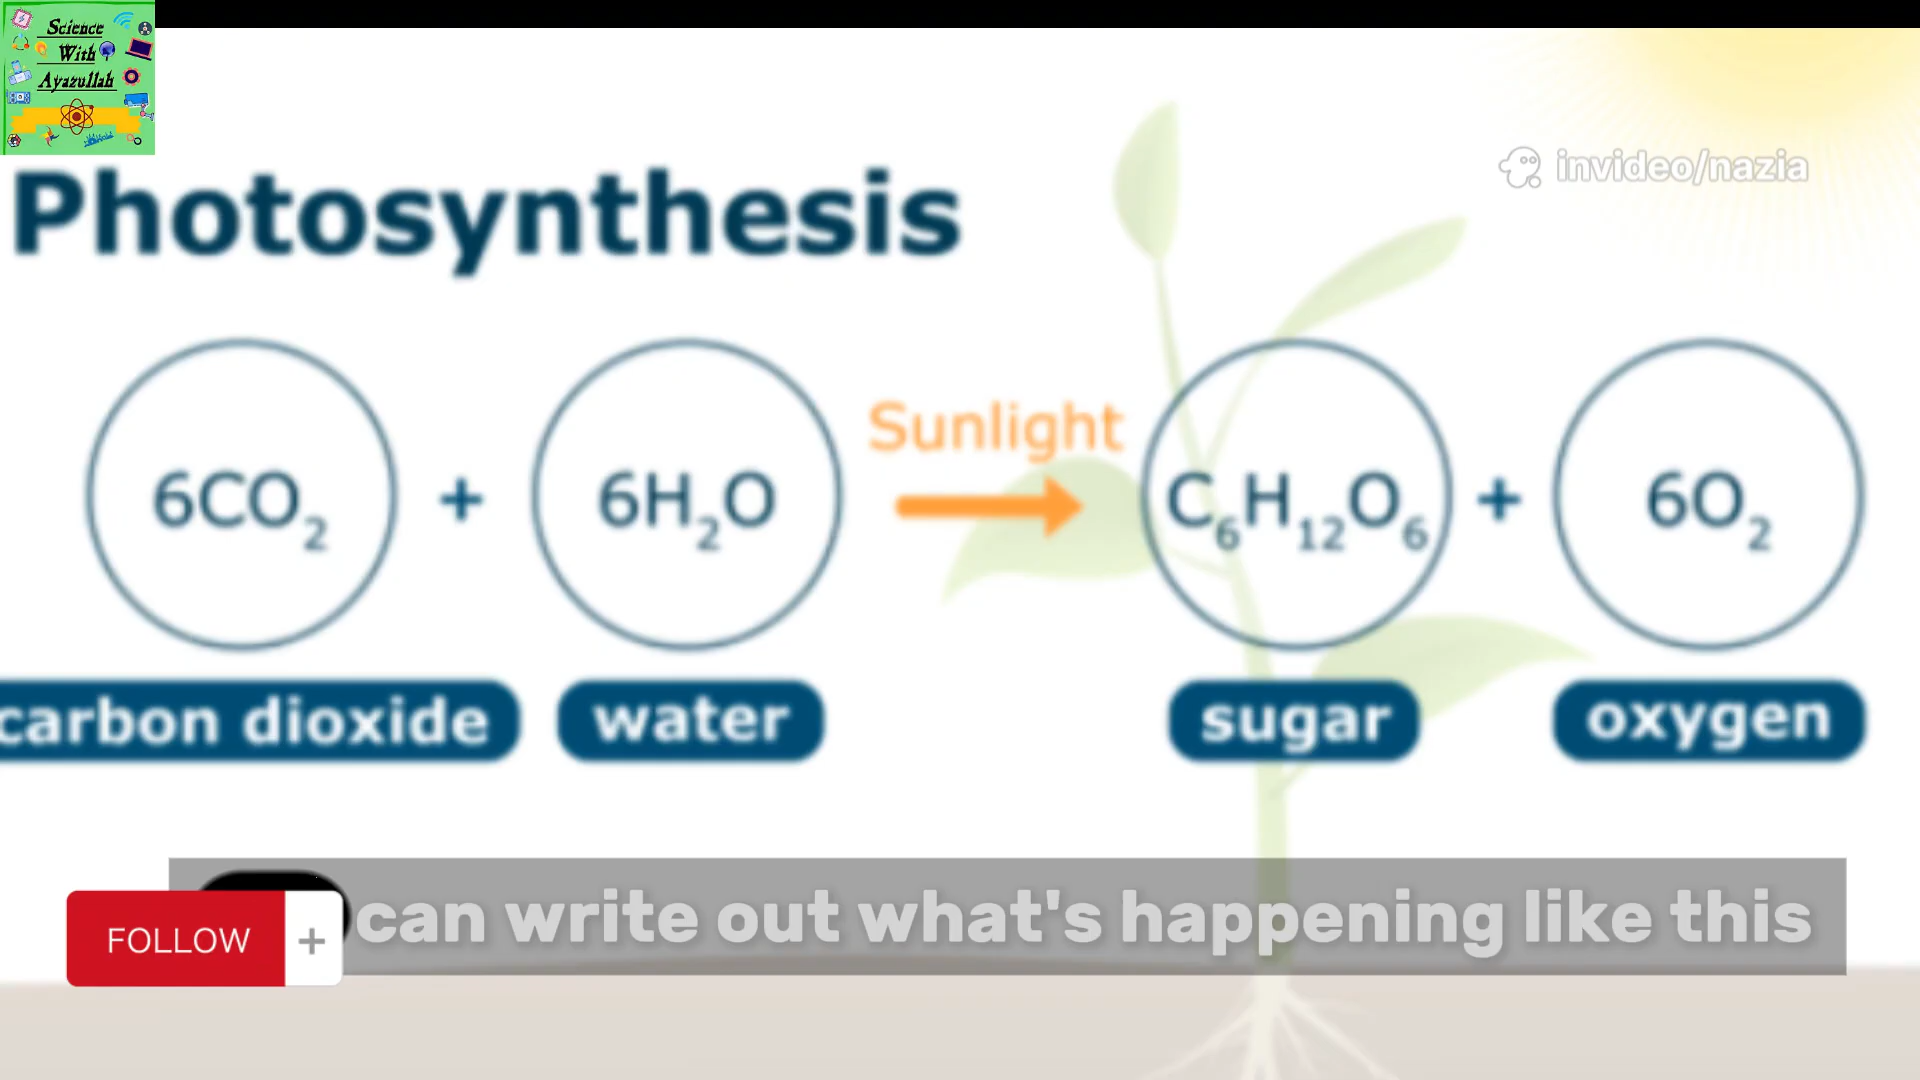 Science
With
Ayazullah
invideo/nazia
Photosynthesis
Sunlight
6CO₂ + 6H₂O → C₆H₁₂O₆ + 6O₂
carbon dioxide water sugar oxygen
can write out what's happening like this
FOLLOW +